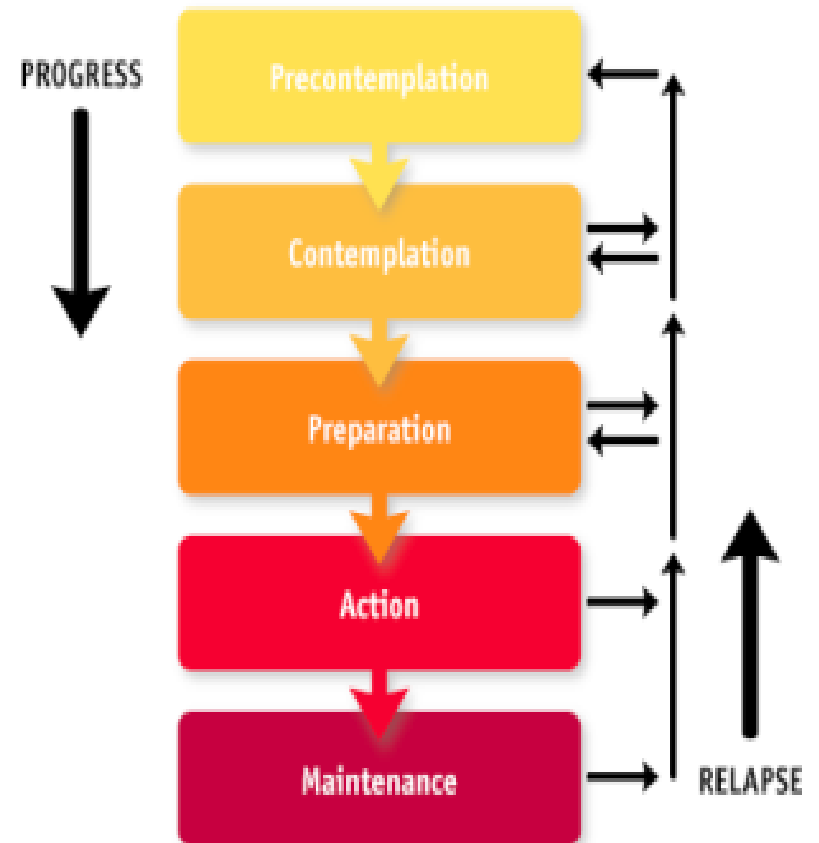 PROGRESS
Precontemplation
Contemplation
Preparation
Action
Maintenance
RELAPSE